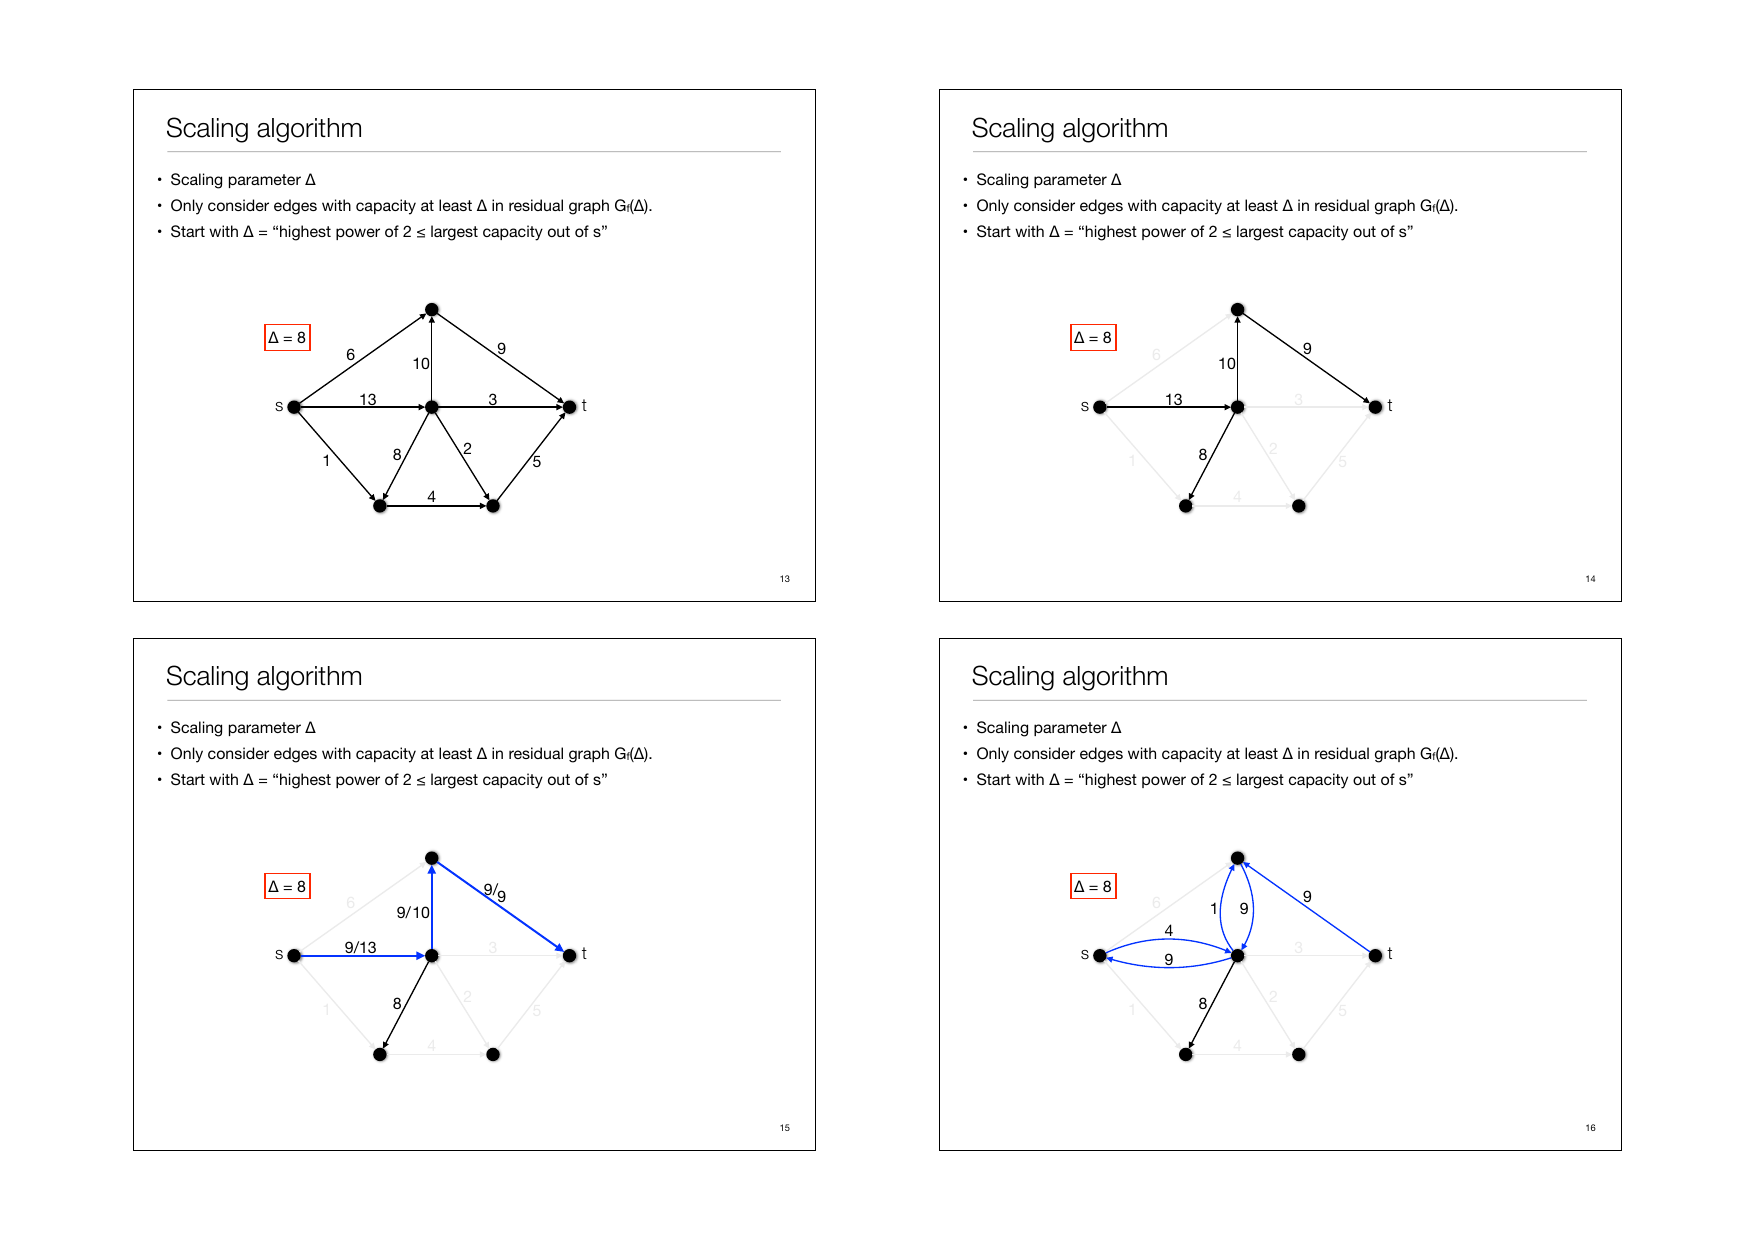 Scaling algorithm
• Scaling parameter Δ
• Only consider edges with capacity at least Δ in residual graph Gf(Δ).
• Start with Δ = “highest power of 2 ≤ largest capacity out of s”
Δ = 8
6
10
9
s
13
3
t
1
8
2
5
4
13
Scaling algorithm
• Scaling parameter Δ
• Only consider edges with capacity at least Δ in residual graph Gf(Δ).
• Start with Δ = “highest power of 2 ≤ largest capacity out of s”
Δ = 8
6
10
9
s
13
3
t
1
8
2
5
4
14
Scaling algorithm
• Scaling parameter Δ
• Only consider edges with capacity at least Δ in residual graph Gf(Δ).
• Start with Δ = “highest power of 2 ≤ largest capacity out of s”
Δ = 8
6
9/10
9/9
s
9/13
3
t
1
8
2
5
4
15
Scaling algorithm
• Scaling parameter Δ
• Only consider edges with capacity at least Δ in residual graph Gf(Δ).
• Start with Δ = “highest power of 2 ≤ largest capacity out of s”
Δ = 8
6
1
9
9
4
s
9
3
t
1
8
2
5
4
16